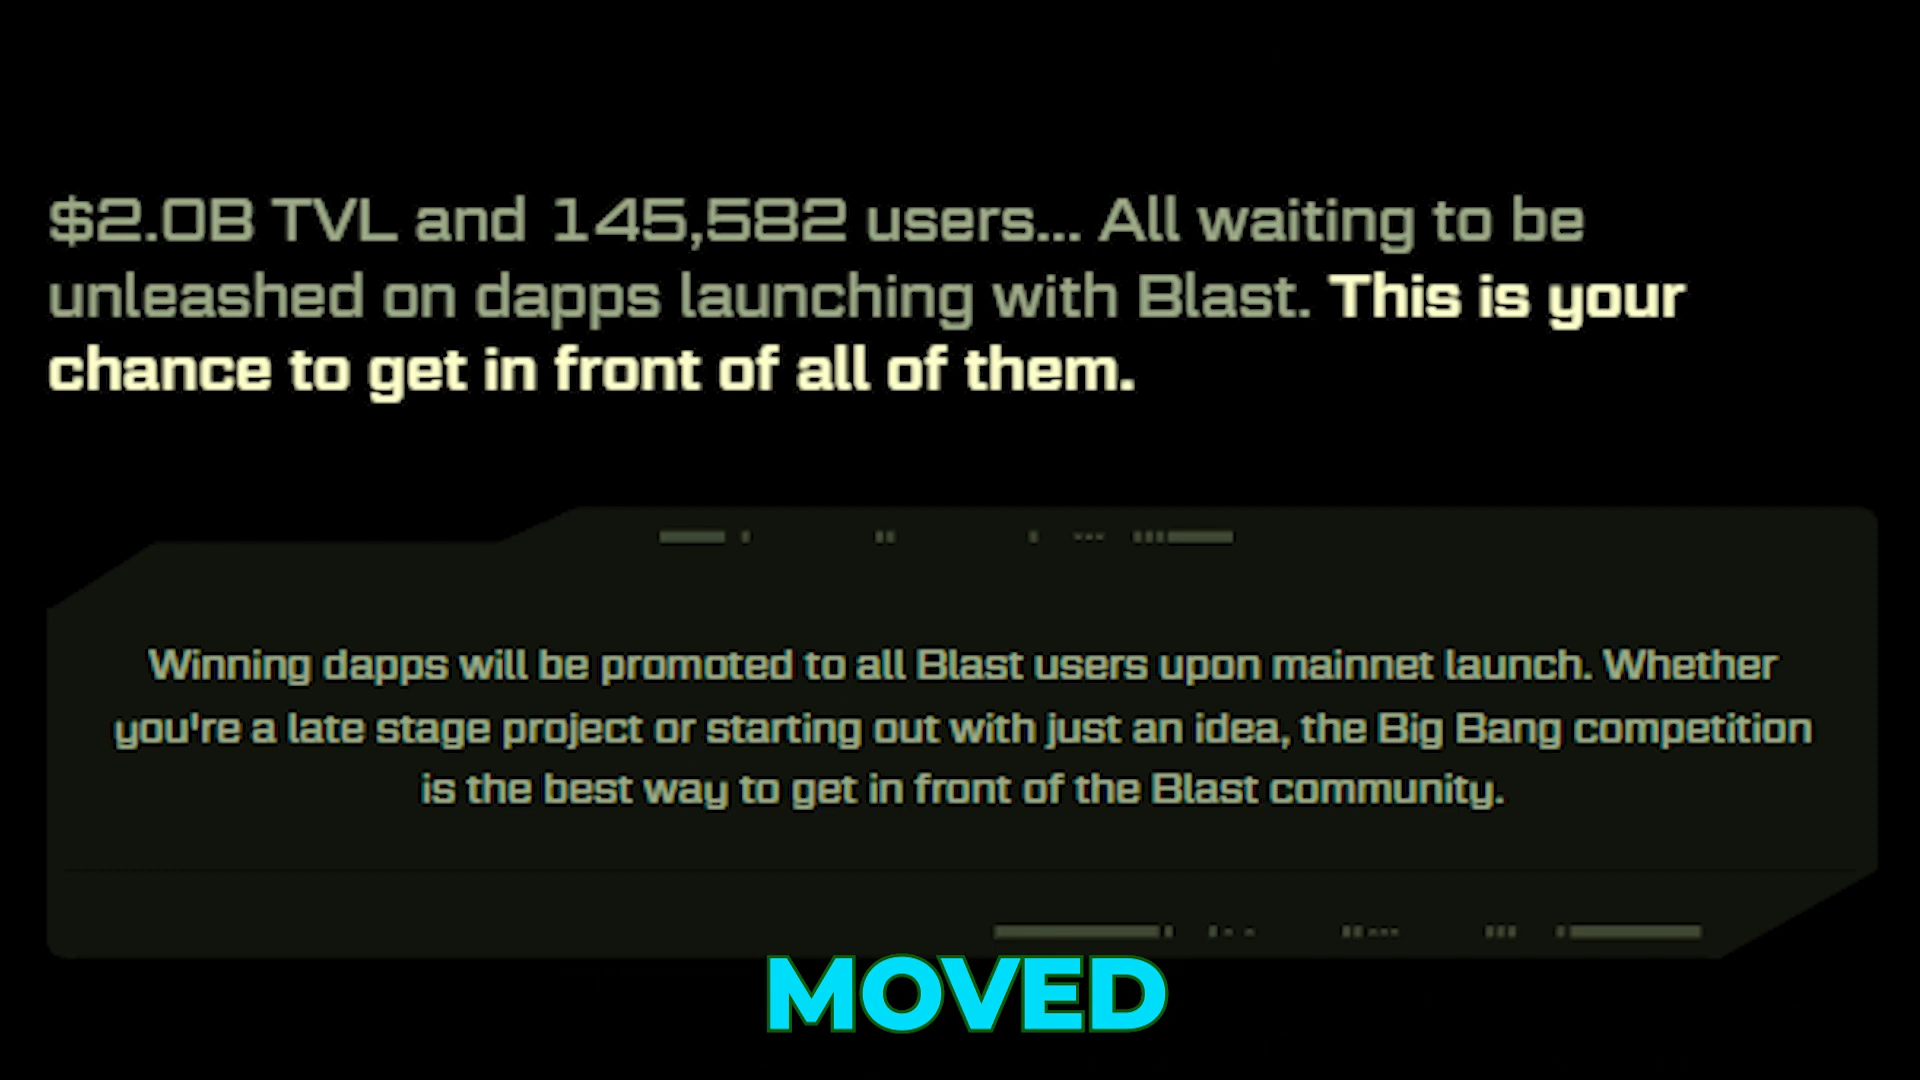 $2.0B TVL and 145,582 users... All waiting to be
unleashed on dapps launching with Blast. This is your
chance to get in front of all of them.
Winning dapps will be promoted to all Blast users upon mainnet launch. Whether
you're a late stage project or starting out with just an idea, the Big Bang competition
is the best way to get in front of the Blast community.
MOVED